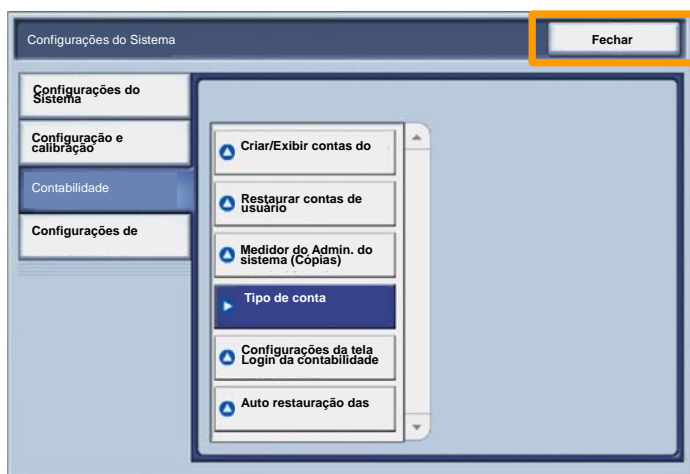 Configurações do Sistema
Fechar
Configurações do
Sistema
Configuração e
calibração
Contabilidade
Configurações de
Criar/Exibir contas do
Restaurar contas de
usuário
Medidor do Admin. do
sistema (Cópias)
Tipo de conta
Configurações da tela
Login da contabilidade
Auto restauração das